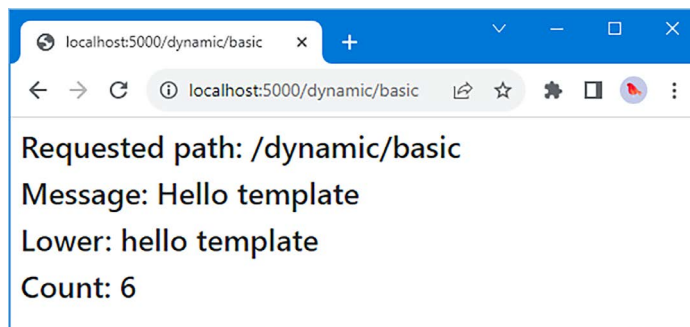 localhost:5000/dynamic/basic
localhost:5000/dynamic/basic
Requested path: /dynamic/basic
Message: Hello template
Lower: hello template
Count: 6